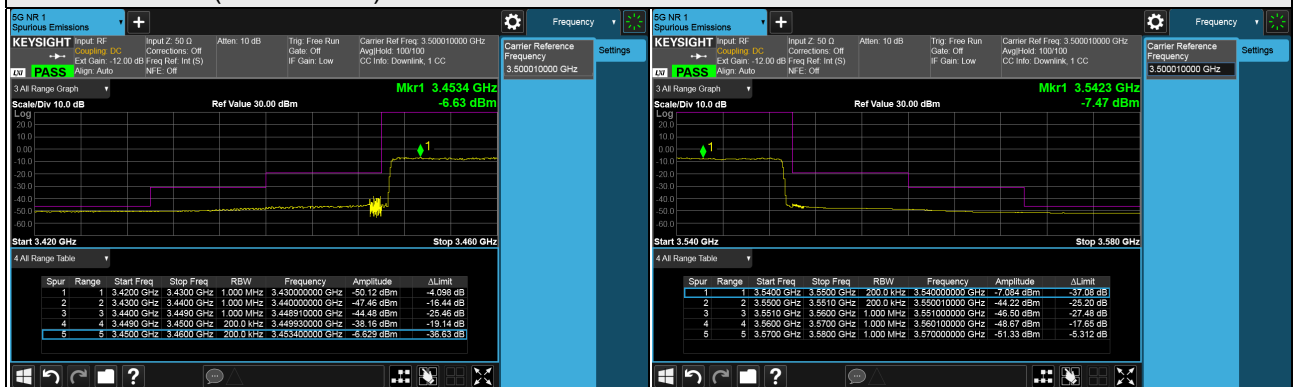 5G NR 1
Spurious Emissions
Frequency
KEYSIGHT
Input: RF
Coupling: DC
Ext Gain: -12.00 dB
Align: Auto
Input Z: 50 Ω
Corrections: Off
Freq Ref: Int (S)
NFE: Off
Atten: 10 dB
Trig: Free Run
Gate: Off
IF Gain: Low
Carrier Ref Freq: 3.500010000 GHz
Avg|Hold: 100/100
CC Info: Downlink, 1 CC
LXI PASS
Carrier Reference
Frequency
3.500010000 GHz
Settings
3 All Range Graph
Mkr1 3.4534 GHz
Scale/Div 10.0 dB
Ref Value 30.00 dBm
-6.63 dBm
Log
20.0
10.0
0.00
-10.0
-20.0
-30.0
-40.0
-50.0
-60.0
1
Start 3.420 GHz
Stop 3.460 GHz
4 All Range Table
Spur Range Start Freq Stop Freq RBW Frequency Amplitude ΔLimit
1 1 3.4200 GHz 3.4300 GHz 1.000 MHz 3.430000000 GHz -50.12 dBm -4.098 dB
2 2 3.4300 GHz 3.4400 GHz 1.000 MHz 3.440000000 GHz -47.46 dBm -16.44 dB
3 3 3.4400 GHz 3.4490 GHz 1.000 MHz 3.448910000 GHz -44.48 dBm -25.46 dB
4 4 3.4490 GHz 3.4500 GHz 200.0 kHz 3.449930000 GHz -38.16 dBm -19.14 dB
5 5 3.4500 GHz 3.4600 GHz 200.0 kHz 3.453400000 GHz -6.629 dBm -36.63 dB
5G NR 1
Spurious Emissions
Frequency
KEYSIGHT
Input: RF
Coupling: DC
Ext Gain: -12.00 dB
Align: Auto
Input Z: 50 Ω
Corrections: Off
Freq Ref: Int (S)
NFE: Off
Atten: 10 dB
Trig: Free Run
Gate: Off
IF Gain: Low
Carrier Ref Freq: 3.500010000 GHz
Avg|Hold: 100/100
CC Info: Downlink, 1 CC
LXI PASS
Carrier Reference
Frequency
3.500010000 GHz
Settings
3 All Range Graph
Mkr1 3.5423 GHz
Scale/Div 10.0 dB
Ref Value 30.00 dBm
-7.47 dBm
Log
20.0
10.0
0.00
-10.0
-20.0
-30.0
-40.0
-50.0
-60.0
1
Start 3.540 GHz
Stop 3.580 GHz
4 All Range Table
Spur Range Start Freq Stop Freq RBW Frequency Amplitude ΔLimit
1 1 3.5400 GHz 3.5500 GHz 200.0 kHz 3.540000000 GHz -7.084 dBm -37.08 dB
2 2 3.5500 GHz 3.5510 GHz 200.0 kHz 3.550010000 GHz -44.22 dBm -25.20 dB
3 3 3.5510 GHz 3.5600 GHz 1.000 MHz 3.551000000 GHz -46.50 dBm -27.48 dB
4 4 3.5600 GHz 3.5700 GHz 1.000 MHz 3.560100000 GHz -48.67 dBm -17.65 dB
5 5 3.5700 GHz 3.5800 GHz 1.000 MHz 3.570000000 GHz -51.33 dBm -5.312 dB